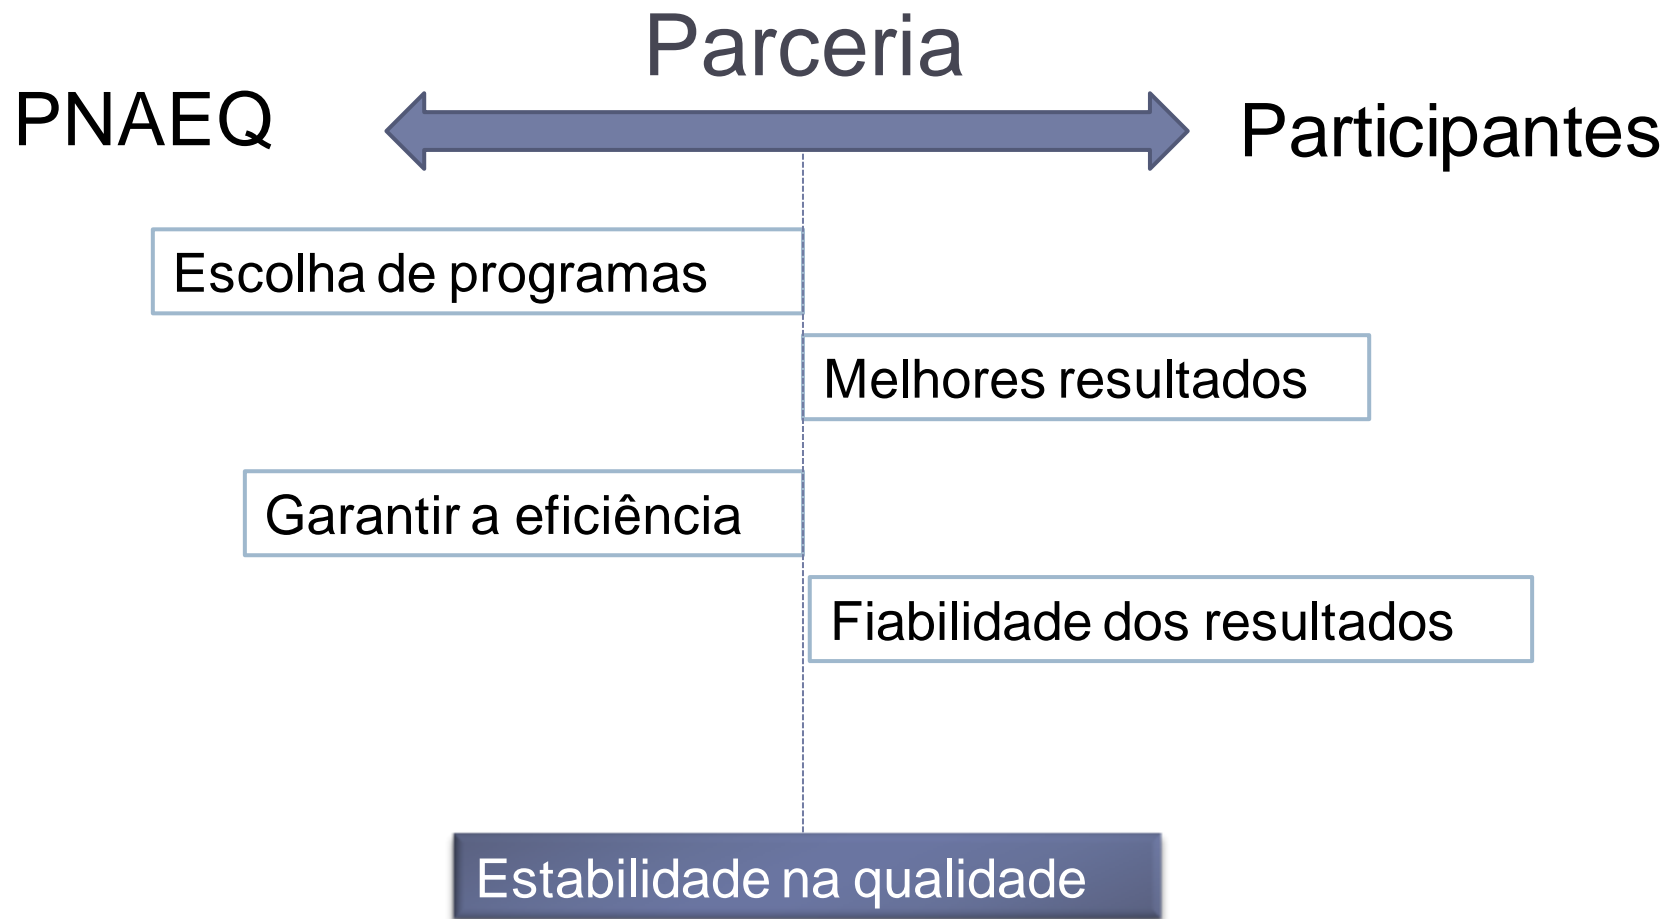 Parceria
PNAEQ
Participantes
Escolha de programas
Melhores resultados
Garantir a eficiência
Fiabilidade dos resultados
Estabilidade na qualidade